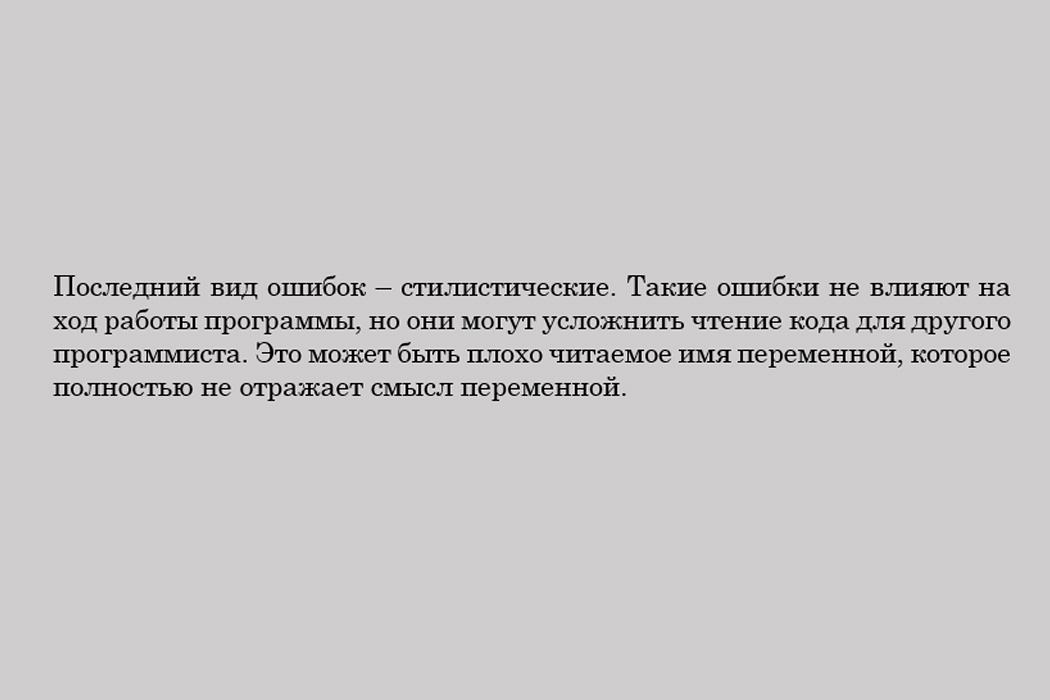 Последний вид ошибок – стилистические. Такие ошибки не влияют на
ход работы программы, но они могут усложнить чтение кода для другого
программиста. Это может быть плохо читаемое имя переменной, которое
полностью не отражает смысл переменной.